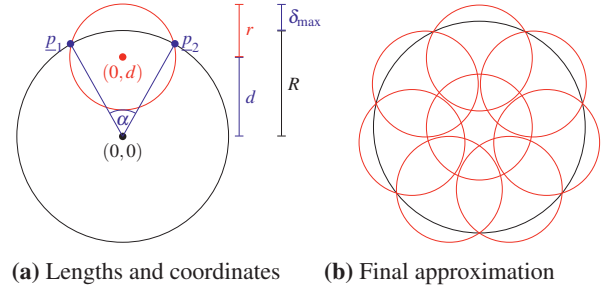 p₁ p₂ r δmax
(0,d)
d R
α
(0,0)
(a) Lengths and coordinates (b) Final approximation